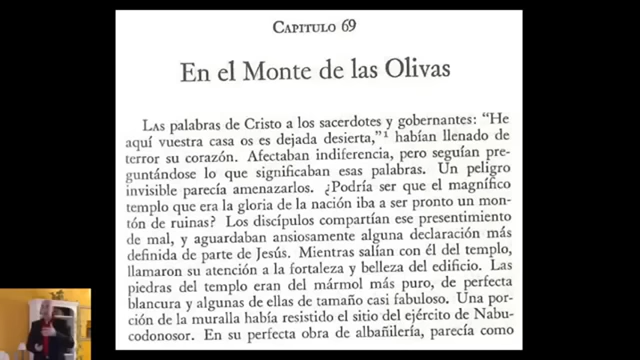 CAPITULO 69
En el Monte de las Olivas
LAS palabras de Cristo a los sacerdotes y gobernantes: "He
aquí vuestra casa os es dejada desierta,"¹ habían llenado de
terror su corazón. Afectaban indiferencia, pero seguían pre-
guntándose lo que significaban esas palabras. Un peligro
invisible parecía amenazarlos. ¿Podría ser que el magnífico
templo que era la gloria de la nación iba a ser pronto un mon-
tón de ruinas? Los discípulos compartían ese presentimiento
de mal, y aguardaban ansiosamente alguna declaración más
definida de parte de Jesús. Mientras salían con él del templo,
llamaron su atención a la fortaleza y belleza del edificio. Las
piedras del templo eran del mármol más puro, de perfecta
blancura y algunas de ellas de tamaño casi fabuloso. Una por-
ción de la muralla había resistido el sitio del ejército de Nabu-
codonosor. En su perfecta obra de albañilería, parecía como